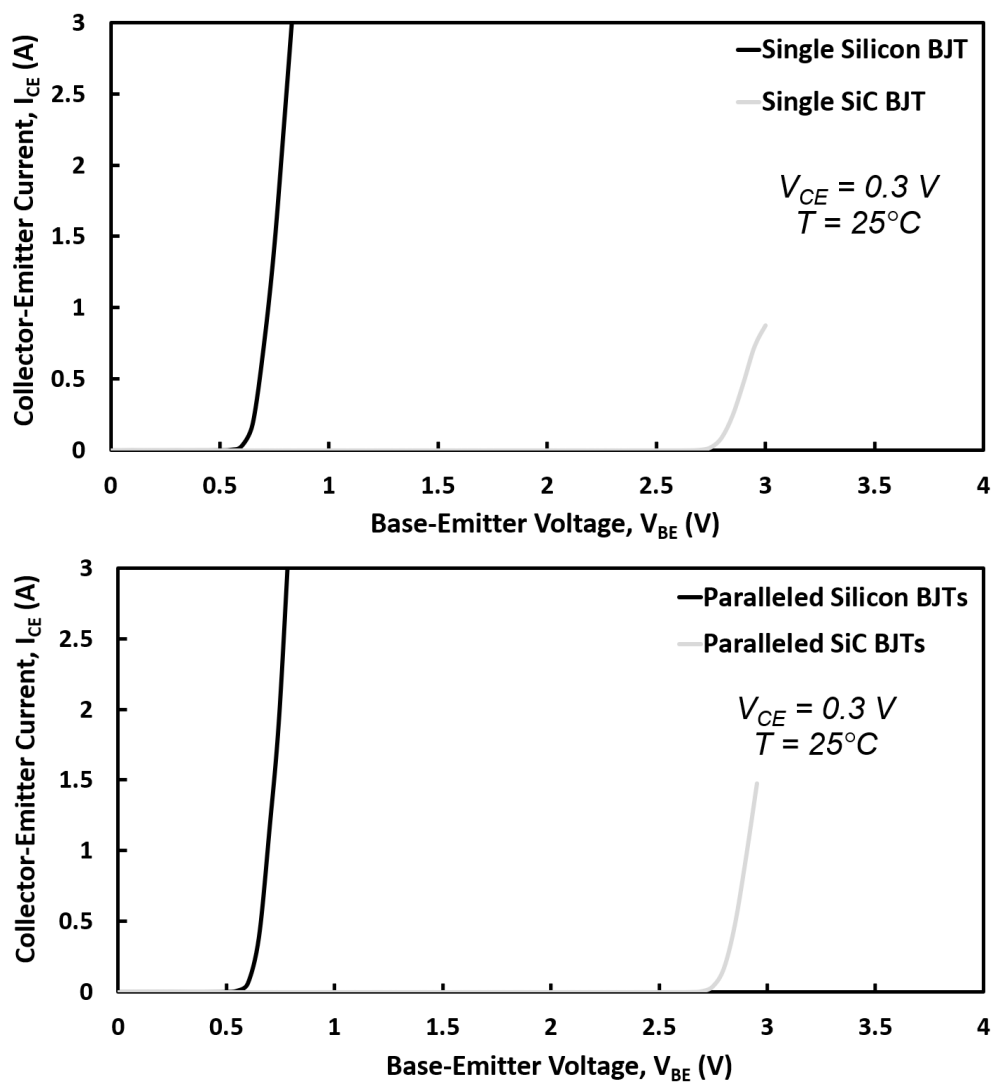 Collector-Emitter Current, I_CE (A)
3
2.5
2
1.5
1
0.5
0
Single Silicon BJT
Single SiC BJT
V_CE = 0.3 V
T = 25°C
0 0.5 1 1.5 2 2.5 3 3.5 4
Base-Emitter Voltage, V_BE (V)
Collector-Emitter Current, I_CE (A)
3
2.5
2
1.5
1
0.5
0
Paralleled Silicon BJTs
Paralleled SiC BJTs
V_CE = 0.3 V
T = 25°C
0 0.5 1 1.5 2 2.5 3 3.5 4
Base-Emitter Voltage, V_BE (V)